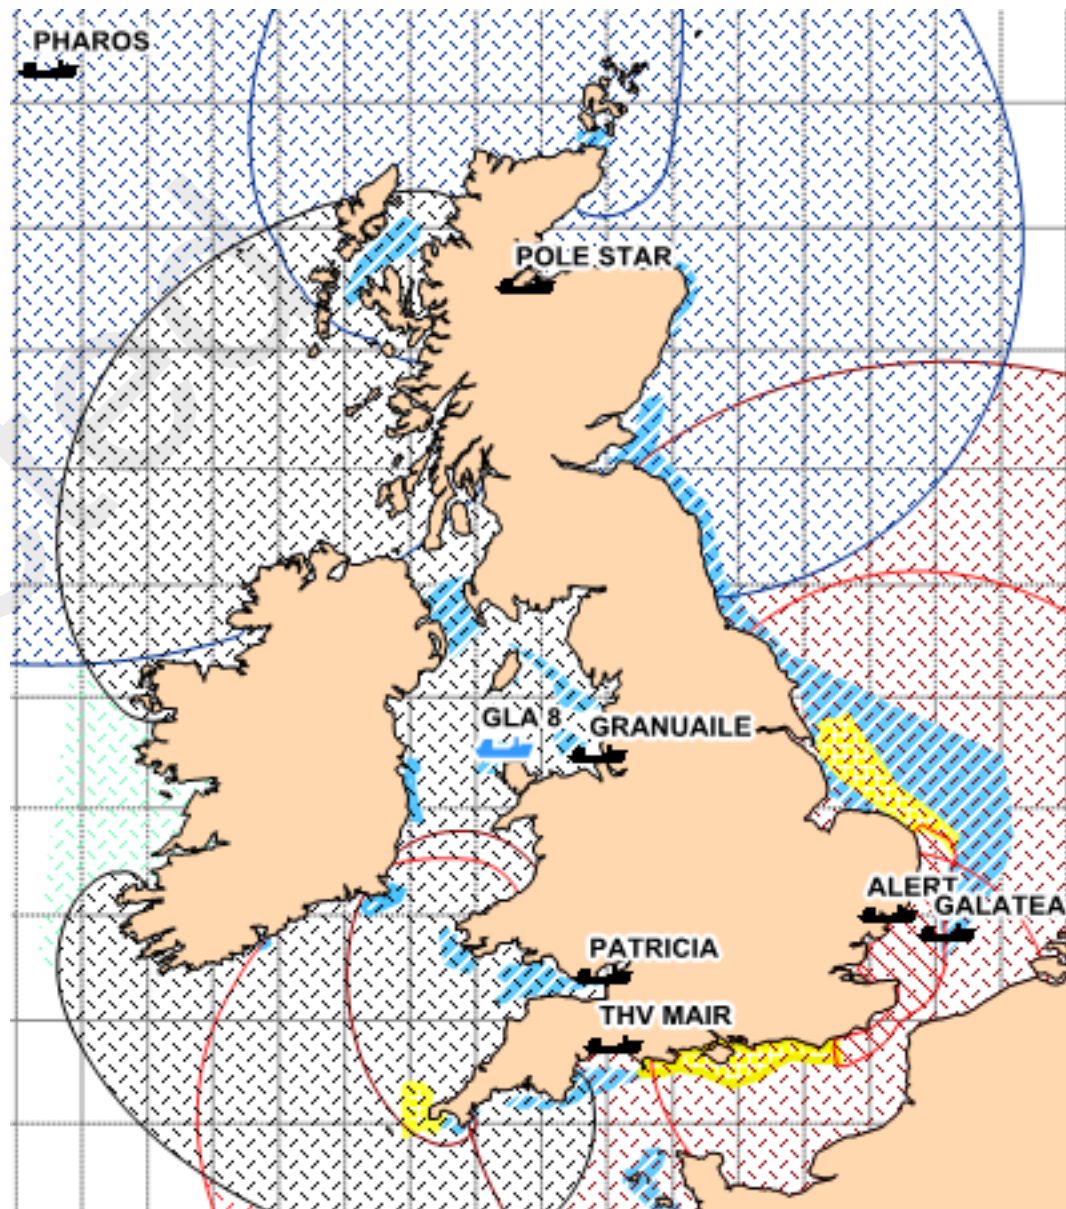 PHAROS
POLE STAR
GLA 8
GRANUAILE
ALERT
GALATEA
PATRICIA
THV MAIR